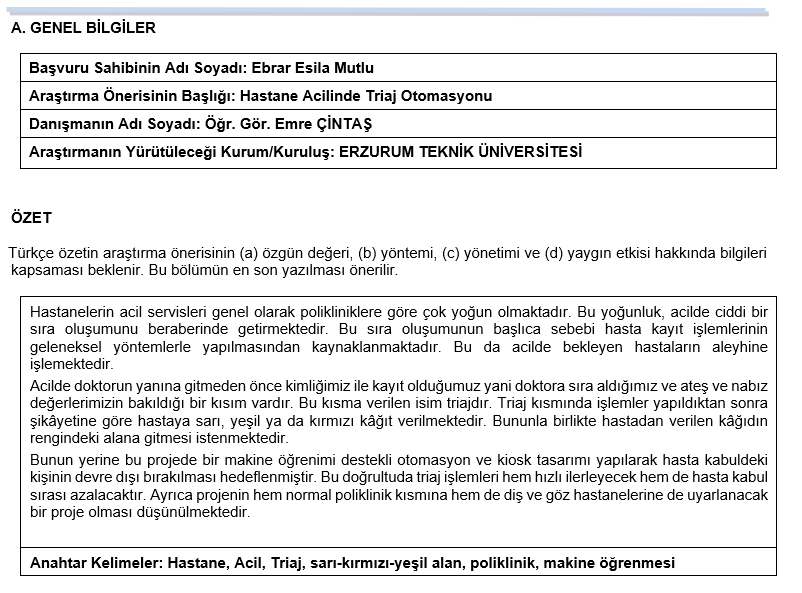 A. GENEL BİLGİLER
Başvuru Sahibinin Adı Soyadı: Ebrar Esila Mutlu
Araştırma Önerisinin Başlığı: Hastane Acilinde Triaj Otomasyonu
Danışmanın Adı Soyadı: Öğr. Gör. Emre ÇİNTAŞ
Araştırmanın Yürütüleceği Kurum/Kuruluş: ERZURUM TEKNİK ÜNİVERSİTESİ
ÖZET
Türkçe özetin araştırma önerisinin (a) özgün değeri, (b) yöntemi, (c) yönetimi ve (d) yaygın etkisi hakkında bilgileri
kapsaması beklenir. Bu bölümün en son yazılması önerilir.
Hastanelerin acil servisleri genel olarak polikliniklere göre çok yoğun olmaktadır. Bu yoğunluk, acilde ciddi bir
sıra oluşumunu beraberinde getirmektedir. Bu sıra oluşumunun başlıca sebebi hasta kayıt işlemlerinin
geleneksel yöntemlerle yapılmasından kaynaklanmaktadır. Bu da acilde bekleyen hastaların aleyhine
işlemektedir.
Acilde doktorun yanına gitmeden önce kimliğimiz ile kayıt olduğumuz yani doktora sıra aldığımız ve ateş ve nabız
değerlerimizin bakıldığı bir kısım vardır. Bu kısma verilen isim triajdır. Triaj kısmında işlemler yapıldıktan sonra
şikâyetine göre hastaya sarı, yeşil ya da kırmızı kâğıt verilmektedir. Bununla birlikte hastadan verilen kâğıdın
rengindeki alana gitmesi istenmektedir.
Bunun yerine bu projede bir makine öğrenimi destekli otomasyon ve kiosk tasarımı yapılarak hasta kabuldeki
kişinin devre dışı bırakılması hedeflenmiştir. Bu doğrultuda triaj işlemleri hem hızlı ilerleyecek hem de hasta kabul
sırası azalacaktır. Ayrıca projenin hem normal poliklinik kısmına hem de diş ve göz hastanelerine de uyarlanacak
bir proje olması düşünülmektedir.
Anahtar Kelimeler: Hastane, Acil, Triaj, sarı-kırmızı-yeşil alan, poliklinik, makine öğrenmesi